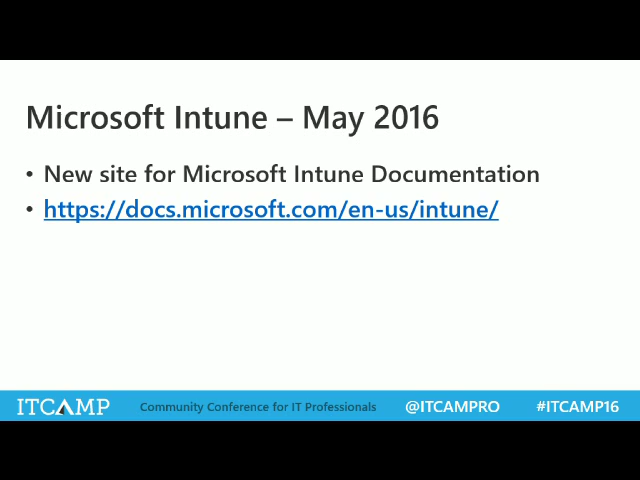 Microsoft Intune – May 2016
• New site for Microsoft Intune Documentation
• https://docs.microsoft.com/en-us/intune/
ITCAMP Community Conference for IT Professionals @ITCAMPRO #ITCAMP16